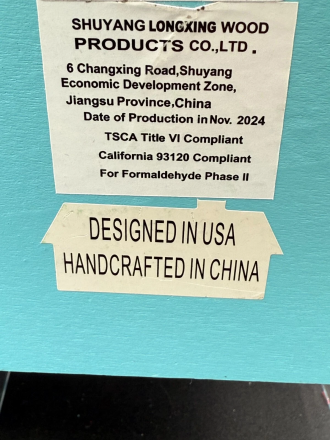 SHUYANG LONGXING WOOD
PRODUCTS CO.,LTD .
6 Changxing Road,Shuyang
Economic Development Zone,
Jiangsu Province,China
Date of Production in Nov. 2024
TSCA Title VI Compliant
California 93120 Compliant
For Formaldehyde Phase II
DESIGNED IN USA
HANDCRAFTED IN CHINA